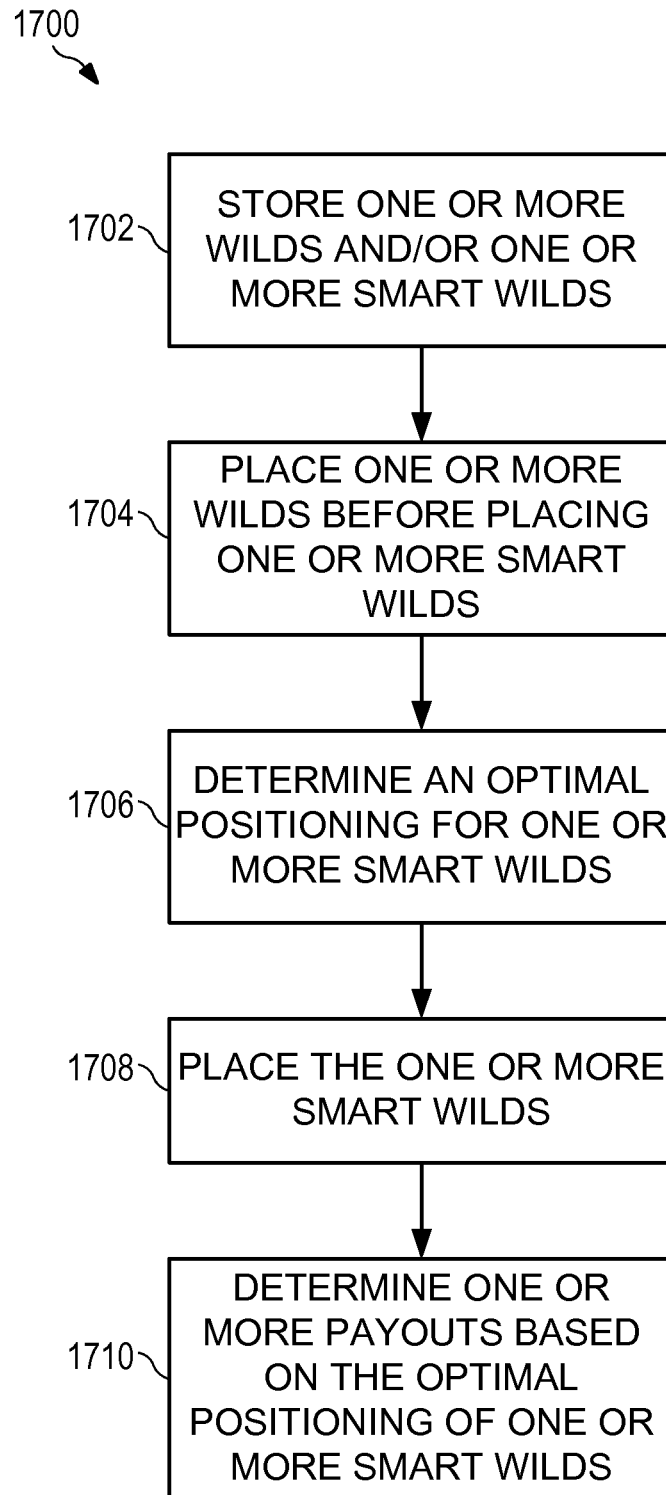 1700
1702
STORE ONE OR MORE
WILDS AND/OR ONE OR
MORE SMART WILDS
1704
PLACE ONE OR MORE
WILDS BEFORE PLACING
ONE OR MORE SMART
WILDS
1706
DETERMINE AN OPTIMAL
POSITIONING FOR ONE OR
MORE SMART WILDS
1708
PLACE THE ONE OR MORE
SMART WILDS
1710
DETERMINE ONE OR
MORE PAYOUTS BASED
ON THE OPTIMAL
POSITIONING OF ONE OR
MORE SMART WILDS